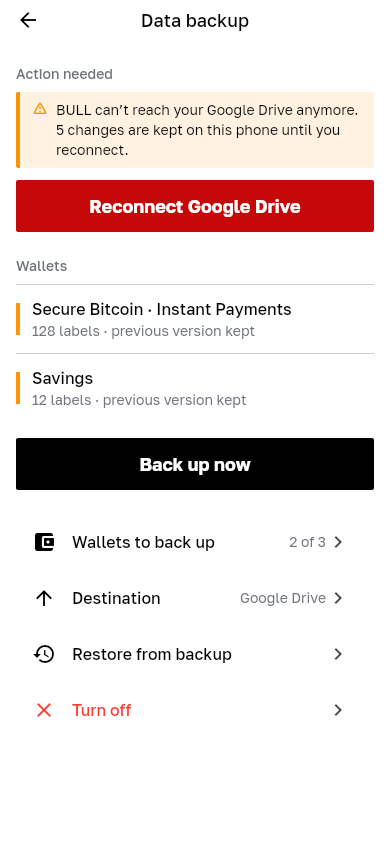 Data backup
Action needed
BULL can’t reach your Google Drive anymore.
5 changes are kept on this phone until you
reconnect.
Reconnect Google Drive
Wallets
Secure Bitcoin · Instant Payments
128 labels · previous version kept
Savings
12 labels · previous version kept
Back up now
Wallets to back up 2 of 3
Destination Google Drive
Restore from backup
Turn off